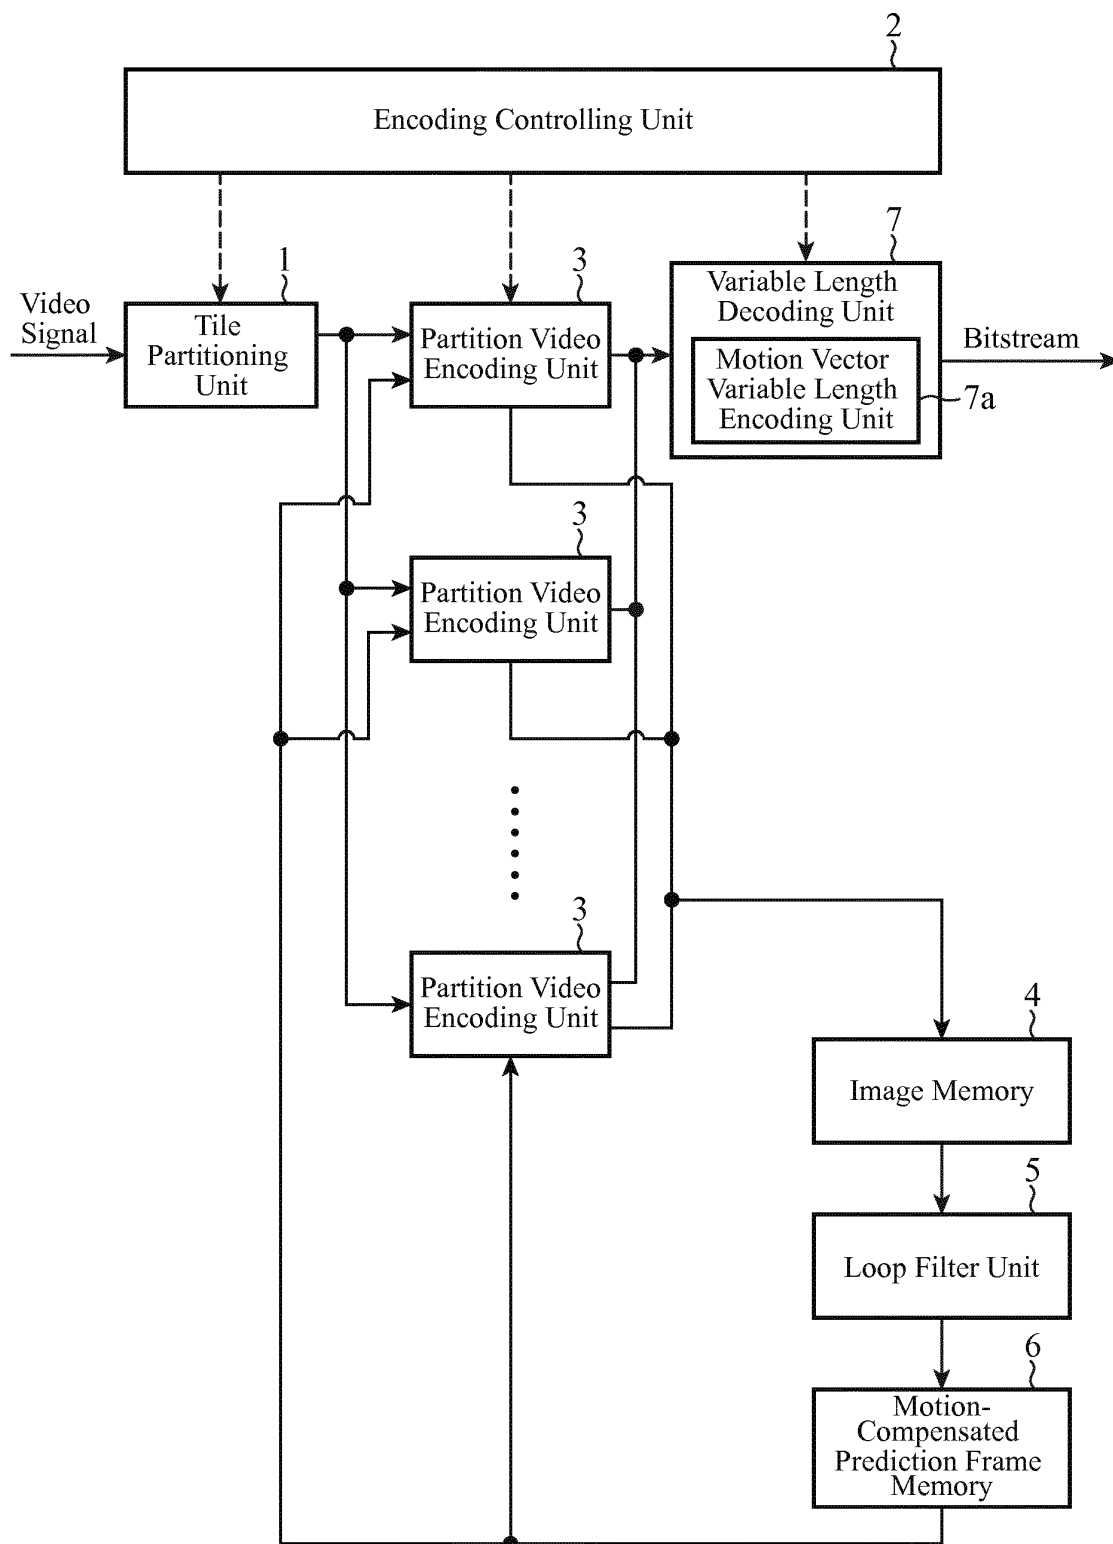 2
Encoding Controlling Unit
7
1
3
Video
Signal
Tile
Partitioning
Unit
Partition Video
Encoding Unit
Variable Length
Decoding Unit
Motion Vector
Variable Length
Encoding Unit
7a
Bitstream
3
Partition Video
Encoding Unit
3
Partition Video
Encoding Unit
4
Image Memory
5
Loop Filter Unit
6
Motion-
Compensated
Prediction Frame
Memory